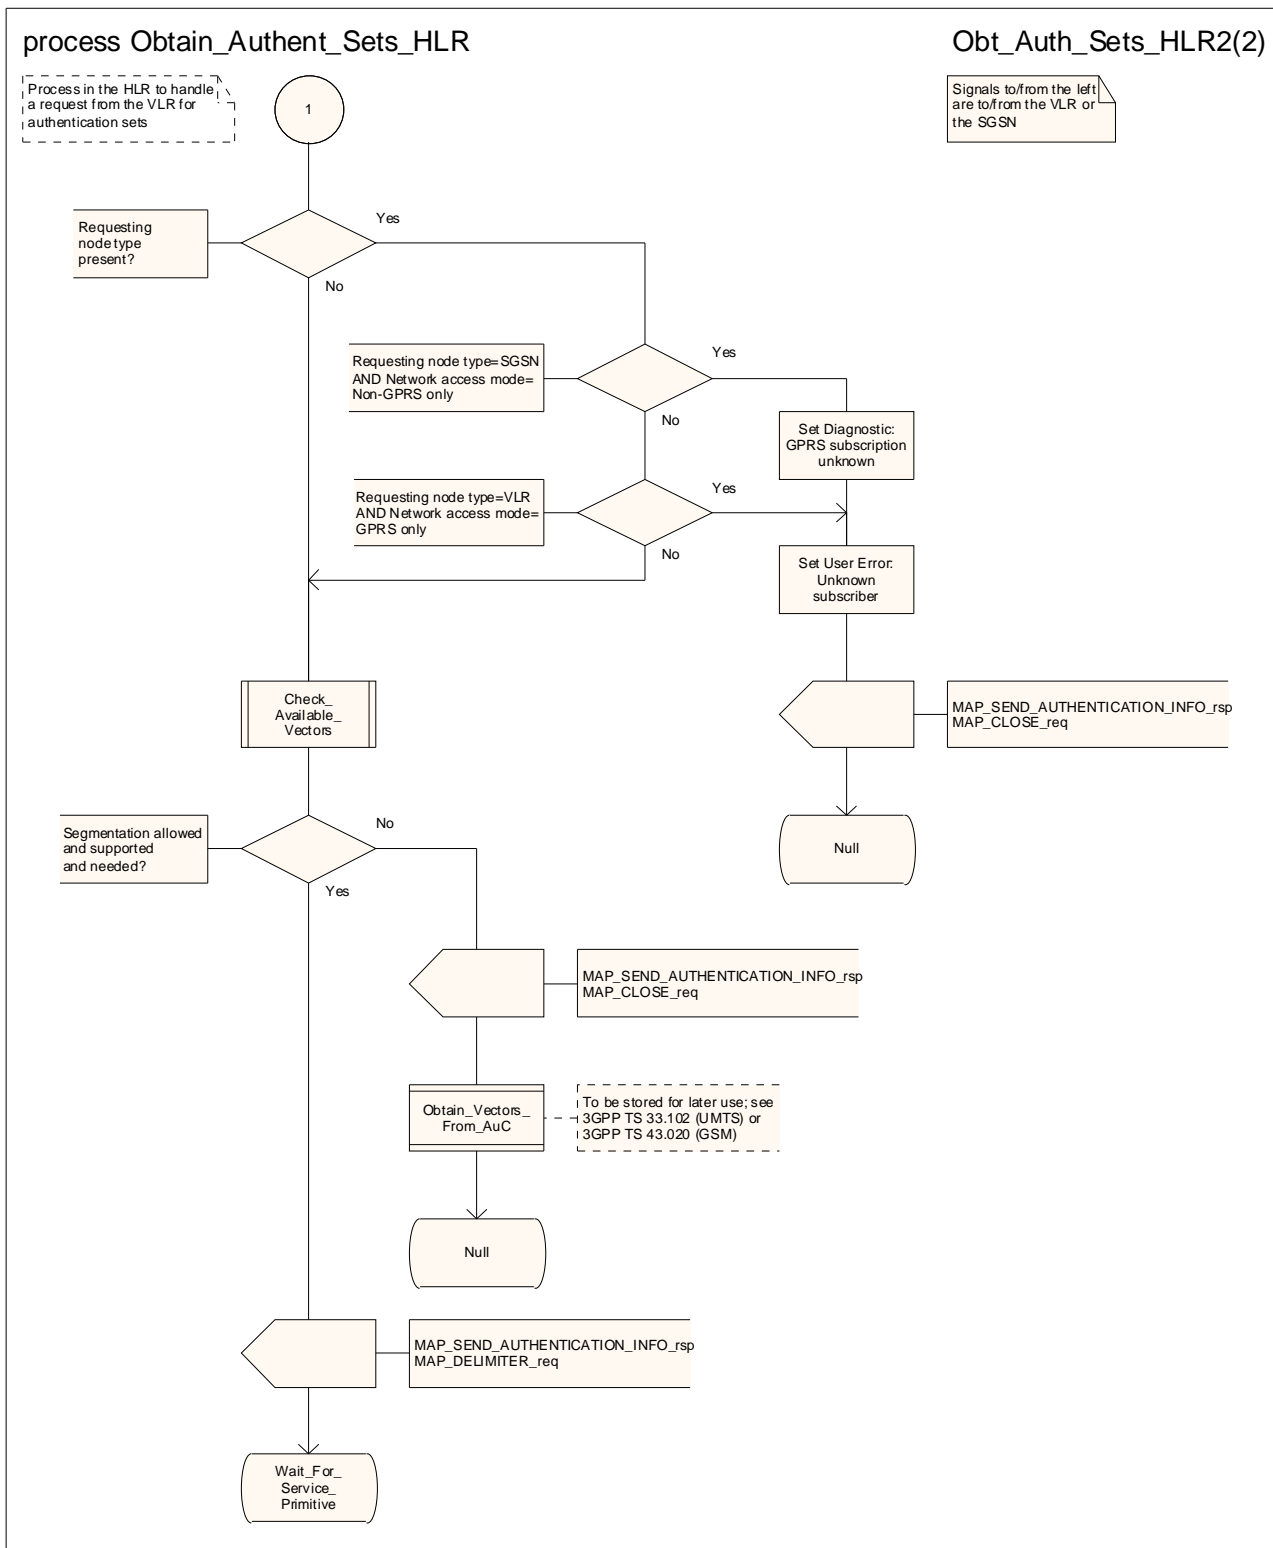 process Obtain_Authent_Sets_HLR
Obt_Auth_Sets_HLR2(2)
Process in the HLR to handle
a request from the VLR for
authentication sets
1
Signals to/from the left
are to/from the VLR or
the SGSN
Requesting
node type
present?
Yes
No
Requesting node type=SGSN
AND Network access mode=
Non-GPRS only
Yes
No
Set Diagnostic:
GPRS subscription
unknown
Requesting node type=VLR
AND Network access mode=
GPRS only
Yes
No
Set User Error:
Unknown
subscriber
Check_
Available_
Vectors
MAP_SEND_AUTHENTICATION_INFO_rsp
MAP_CLOSE_req
Segmentation allowed
and supported
and needed?
No
Yes
Null
MAP_SEND_AUTHENTICATION_INFO_rsp
MAP_CLOSE_req
Obtain_Vectors_
From_AuC
To be stored for later use; see
3GPP TS 33.102 (UMTS) or
3GPP TS 43.020 (GSM)
Null
MAP_SEND_AUTHENTICATION_INFO_rsp
MAP_DELIMITER_req
Wait_For_
Service_
Primitive